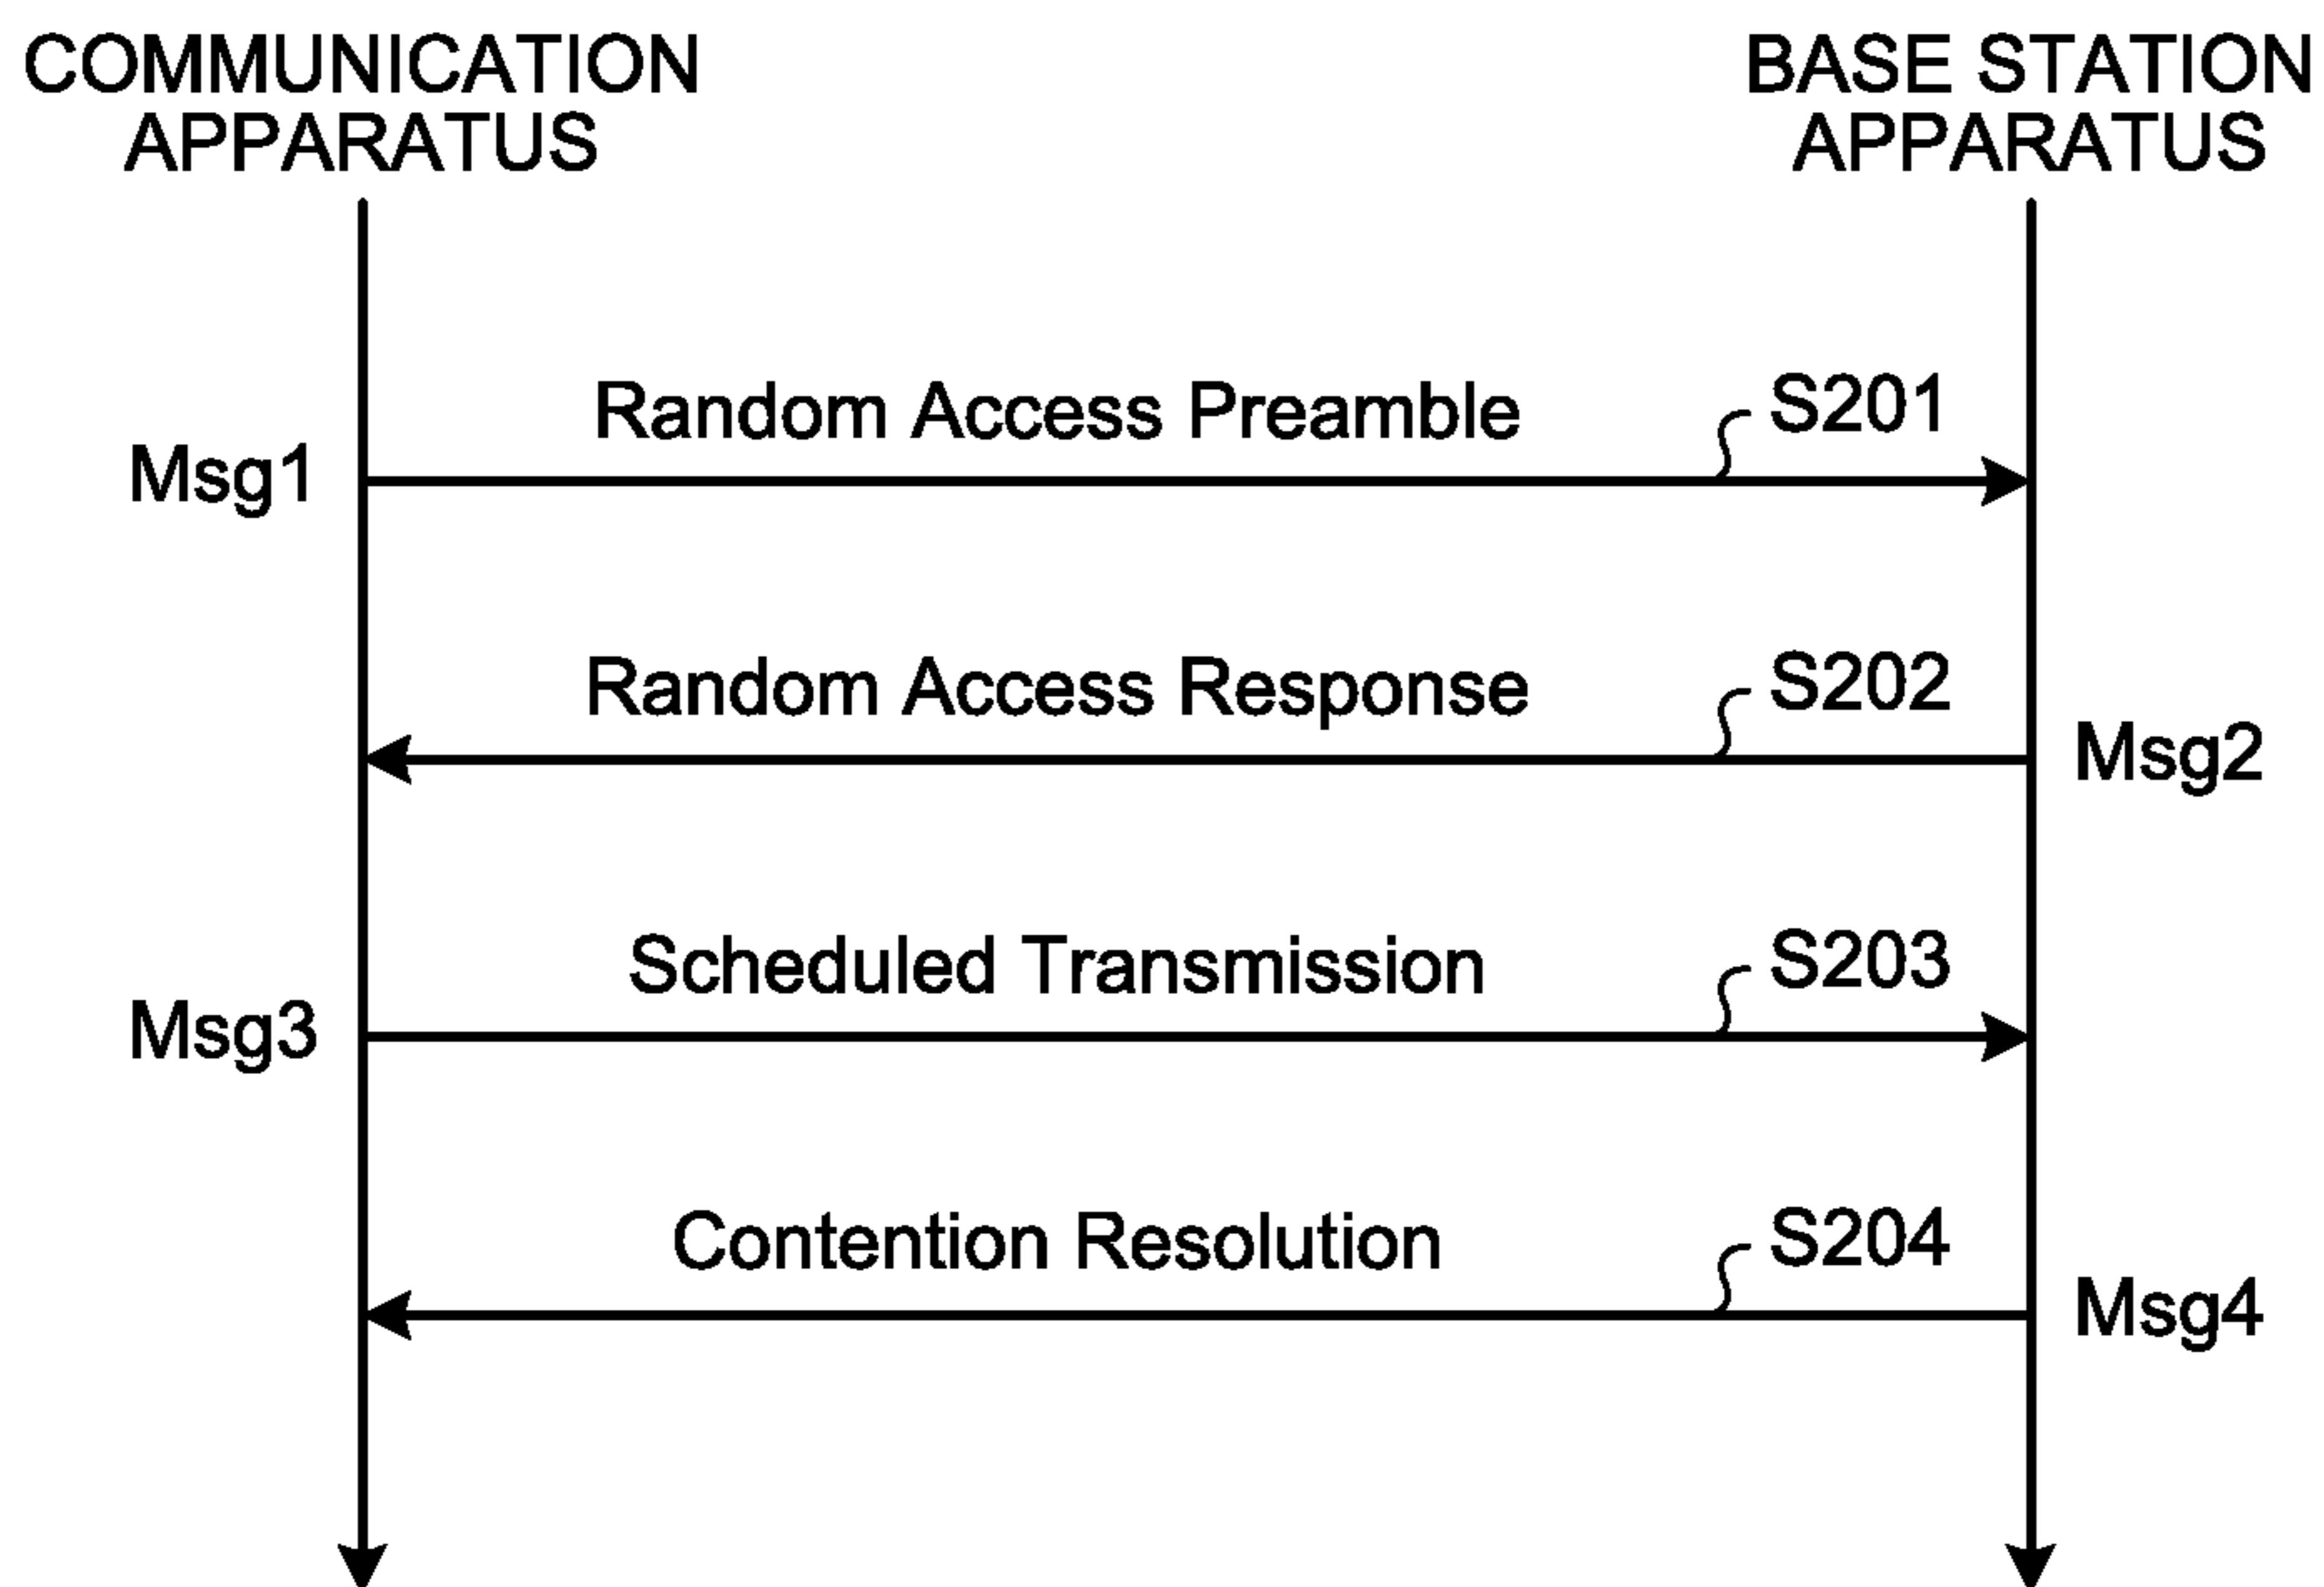 COMMUNICATION
APPARATUS
BASE STATION
APPARATUS
Random Access Preamble
S201
Msg1
Random Access Response
S202
Msg2
Scheduled Transmission
S203
Msg3
Contention Resolution
S204
Msg4